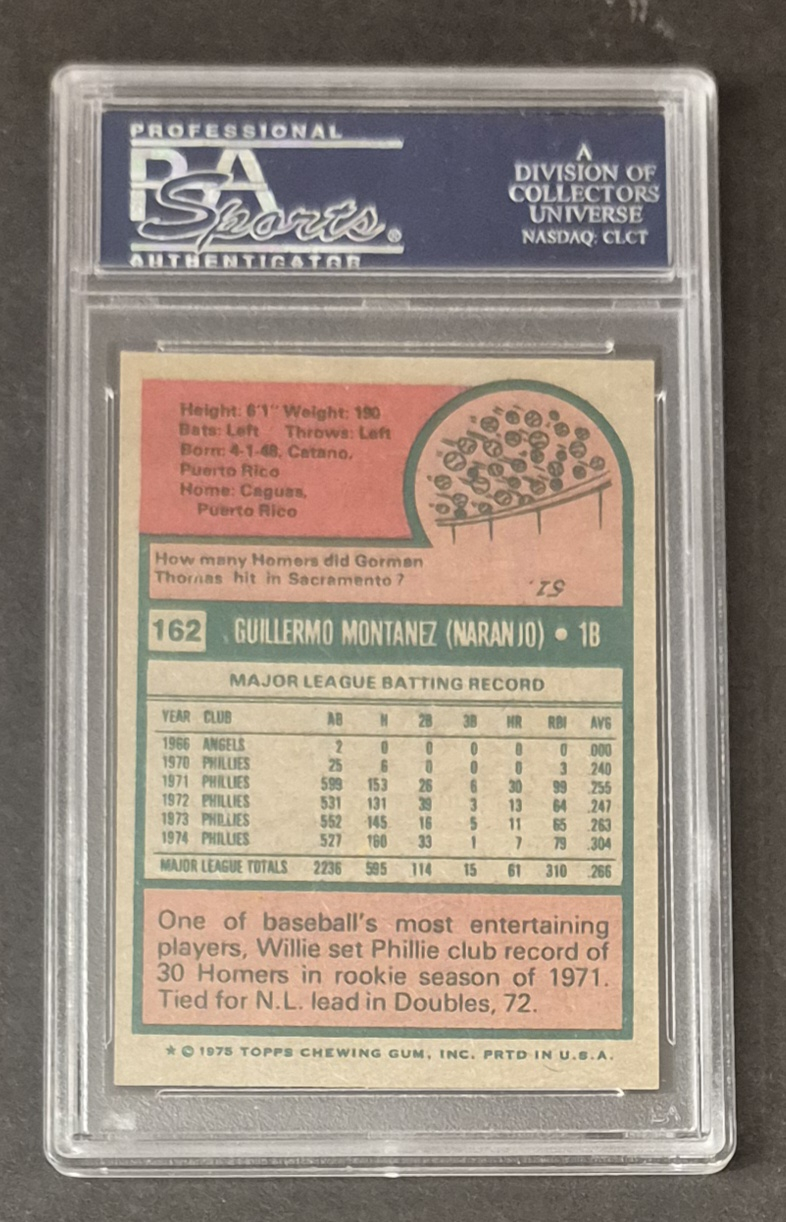 PROFESSIONAL
PSA
Sports®
AUTHENTICATOR
A
DIVISION OF
COLLECTORS
UNIVERSE
NASDAQ: CLCT
Height: 6'1" Weight: 190
Bats: Left Throws: Left
Born: 4-1-48, Catano,
Puerto Rico
Home: Caguas,
Puerto Rico
How many Homers did Gorman
Thomas hit in Sacramento?
51.
162 GUILLERMO MONTANEZ (NARANJO) • 1B
MAJOR LEAGUE BATTING RECORD
YEAR CLUB AB H 2B 3B HR RBI AVG
1966 ANGELS 2 0 0 0 0 0 .000
1970 PHILLIES 25 6 0 0 0 3 .240
1971 PHILLIES 599 153 26 6 30 99 .255
1972 PHILLIES 531 131 39 3 13 64 .247
1973 PHILLIES 552 145 16 5 11 65 .263
1974 PHILLIES 527 160 33 1 7 79 .304
MAJOR LEAGUE TOTALS 2236 595 114 15 61 310 .266
One of baseball's most entertaining
players, Willie set Phillie club record of
30 Homers in rookie season of 1971.
Tied for N.L. lead in Doubles, 72.
★ © 1975 TOPPS CHEWING GUM, INC. PRTD IN U.S.A.